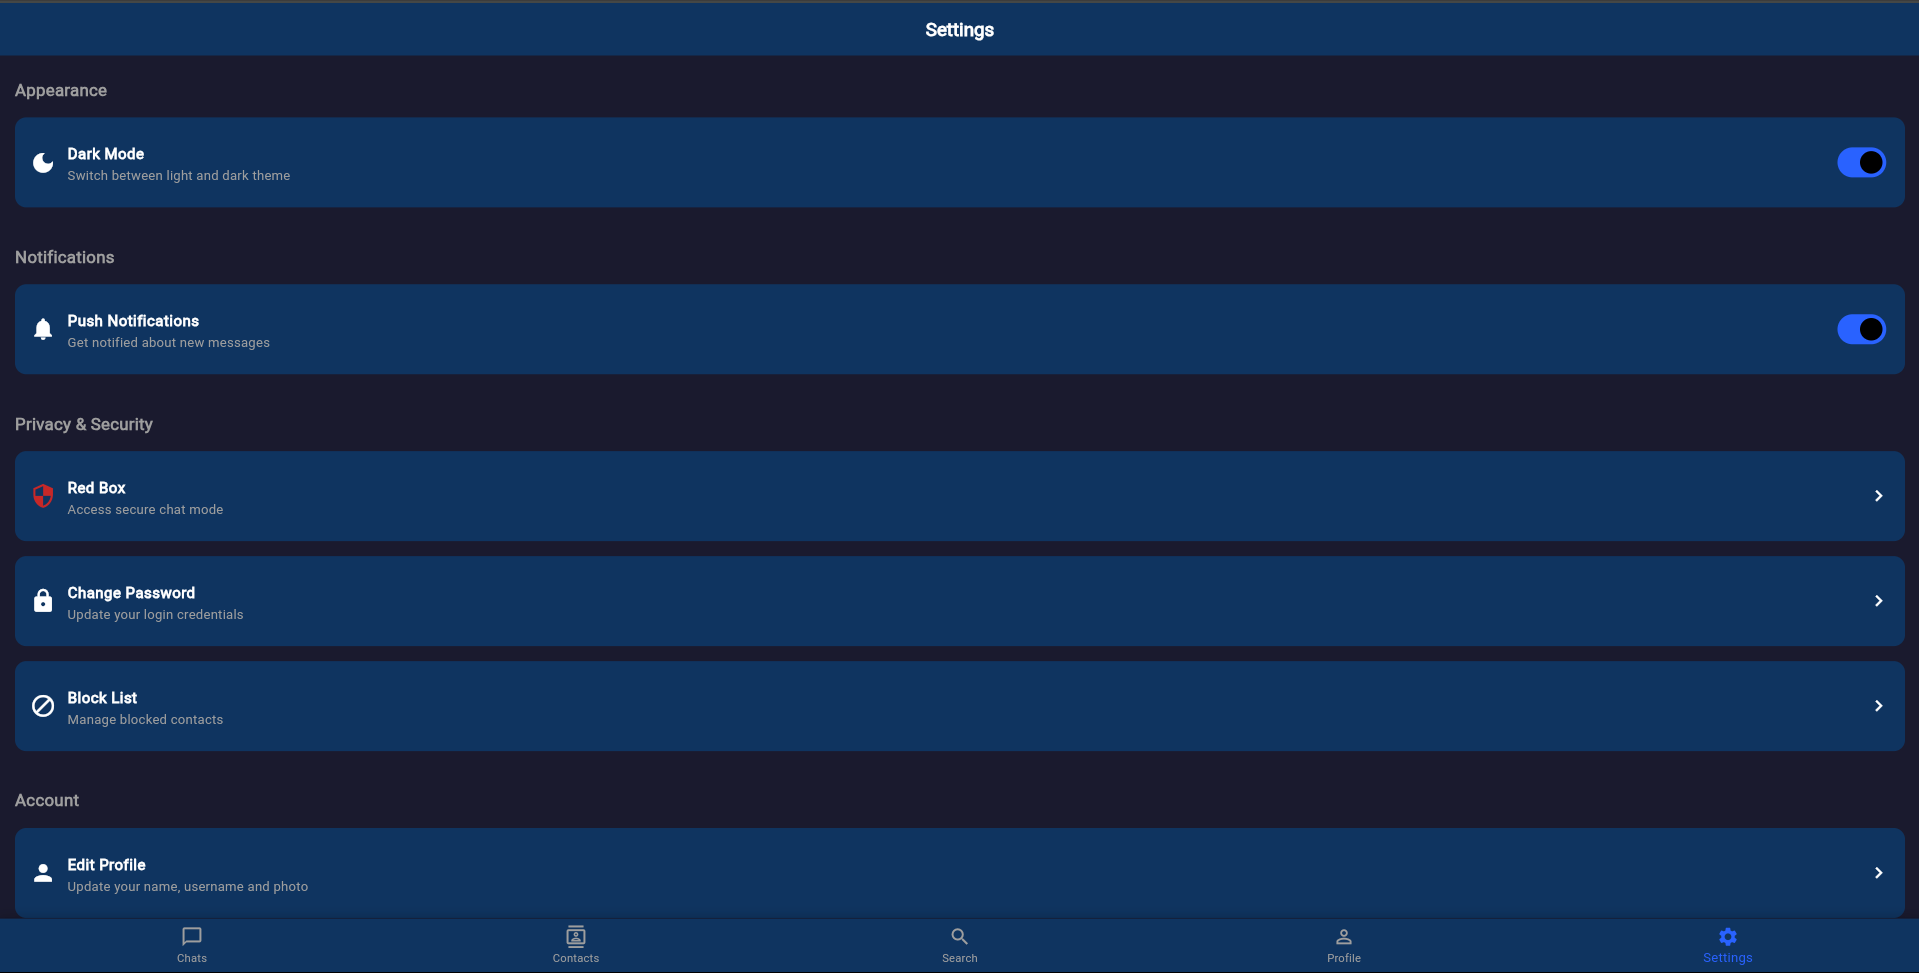 Settings
Appearance
Dark Mode
Switch between light and dark theme
Notifications
Push Notifications
Get notified about new messages
Privacy & Security
Red Box
Access secure chat mode
Change Password
Update your login credentials
Block List
Manage blocked contacts
Account
Edit Profile
Update your name, username and photo
Chats
Contacts
Search
Profile
Settings